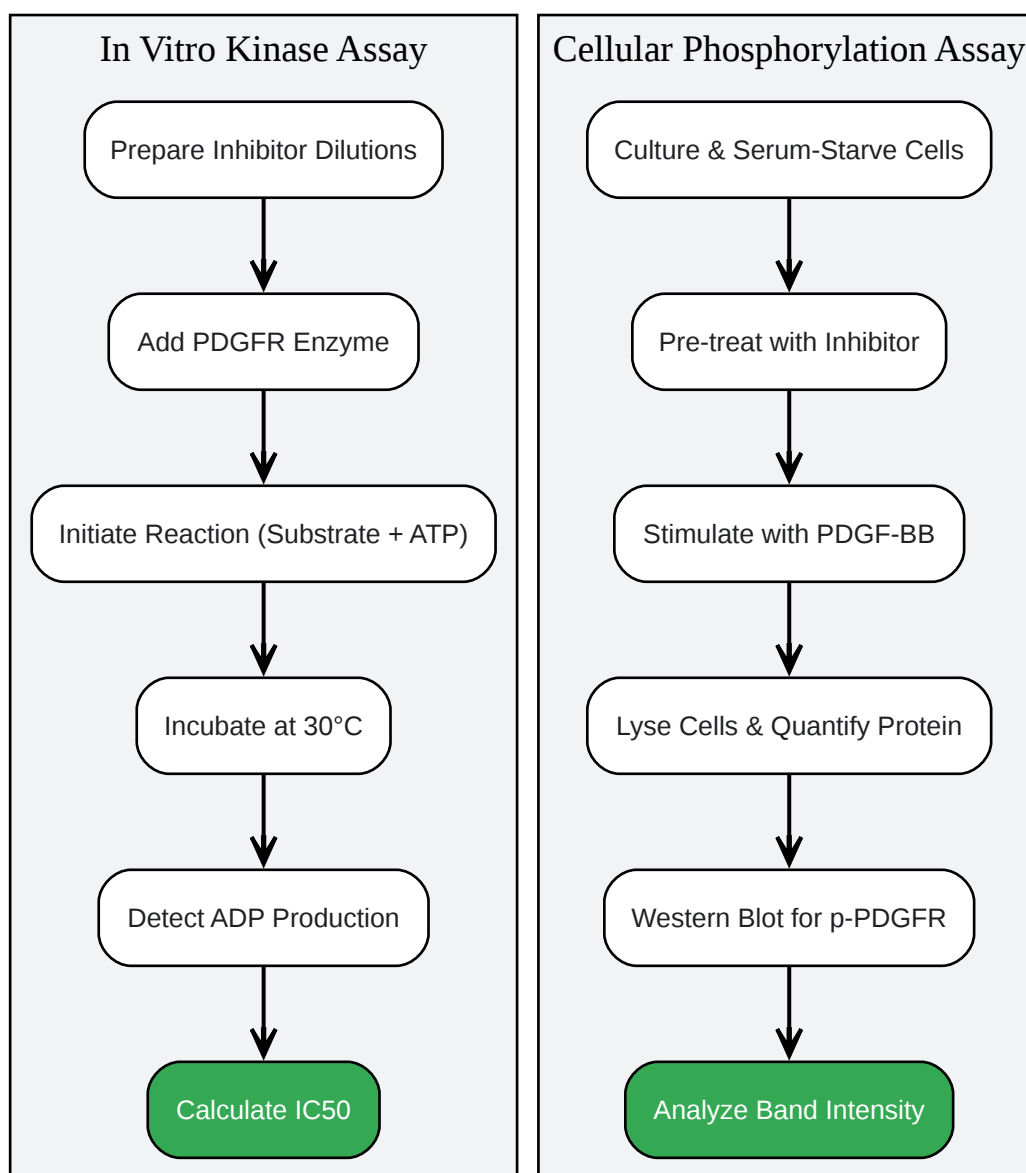 In Vitro Kinase Assay
Prepare Inhibitor Dilutions
Add PDGFR Enzyme
Initiate Reaction (Substrate + ATP)
Incubate at 30°C
Detect ADP Production
Calculate IC50
Cellular Phosphorylation Assay
Culture & Serum-Starve Cells
Pre-treat with Inhibitor
Stimulate with PDGF-BB
Lyse Cells & Quantify Protein
Western Blot for p-PDGFR
Analyze Band Intensity